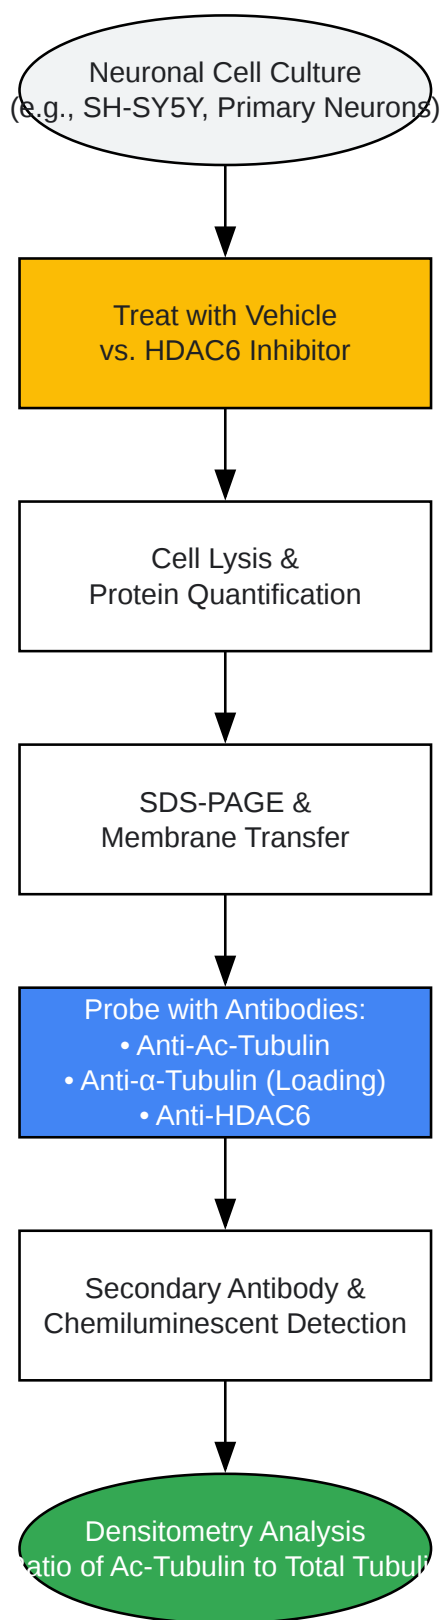 Neuronal Cell Culture
(e.g., SH-SY5Y, Primary Neurons)
Treat with Vehicle
vs. HDAC6 Inhibitor
Cell Lysis &
Protein Quantification
SDS-PAGE &
Membrane Transfer
Probe with Antibodies:
• Anti-Ac-Tubulin
• Anti-α-Tubulin (Loading)
• Anti-HDAC6
Secondary Antibody &
Chemiluminescent Detection
Densitometry Analysis
Ratio of Ac-Tubulin to Total Tubuli